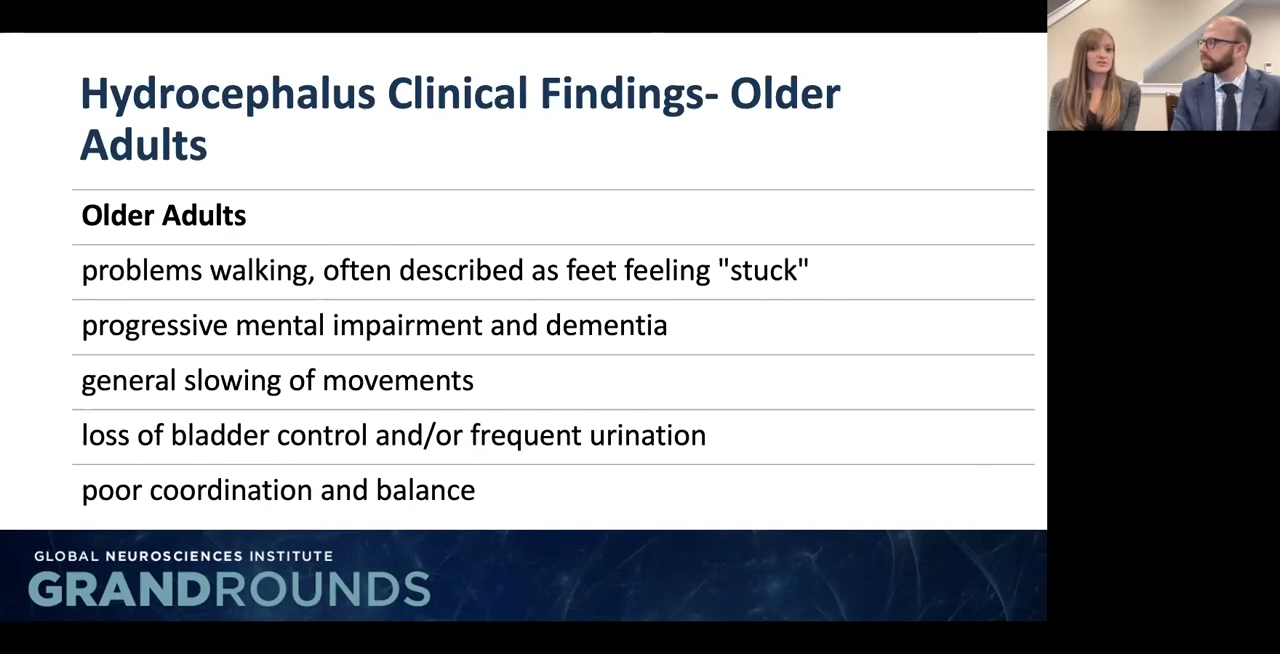 Hydrocephalus Clinical Findings- Older
Adults
Older Adults
problems walking, often described as feet feeling "stuck"
progressive mental impairment and dementia
general slowing of movements
loss of bladder control and/or frequent urination
poor coordination and balance
GLOBAL NEUROSCIENCES INSTITUTE
GRANDROUNDS